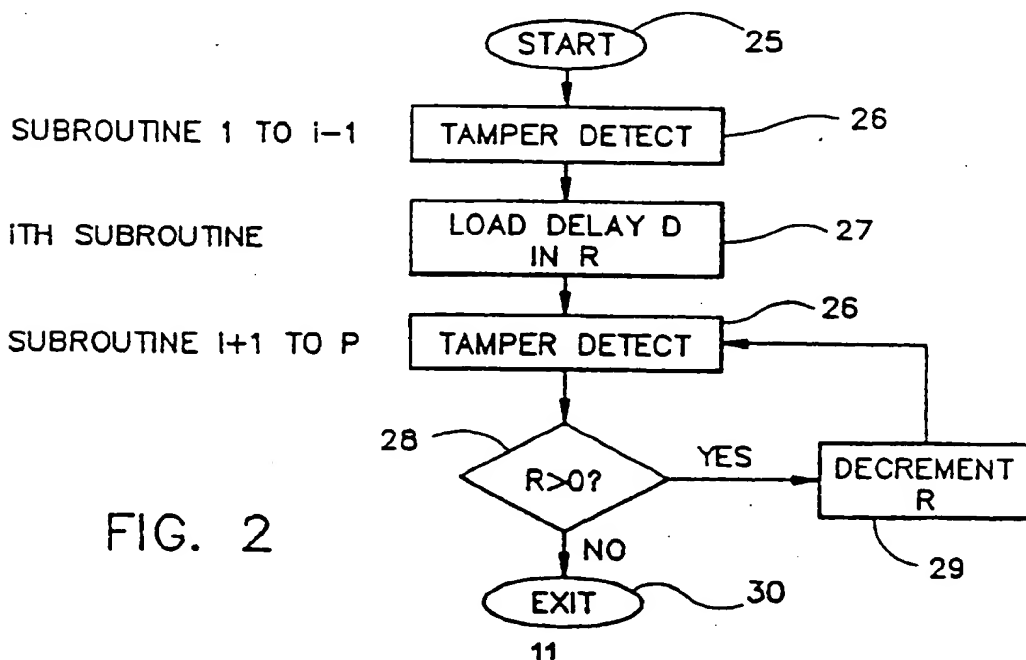 START 25
SUBROUTINE 1 TO i-1 TAMPER DETECT 26
iTH SUBROUTINE LOAD DELAY D IN R 27
SUBROUTINE i+1 TO P TAMPER DETECT 26
28 R>0? YES DECREMENT R 29
NO
FIG. 2
EXIT 30
11